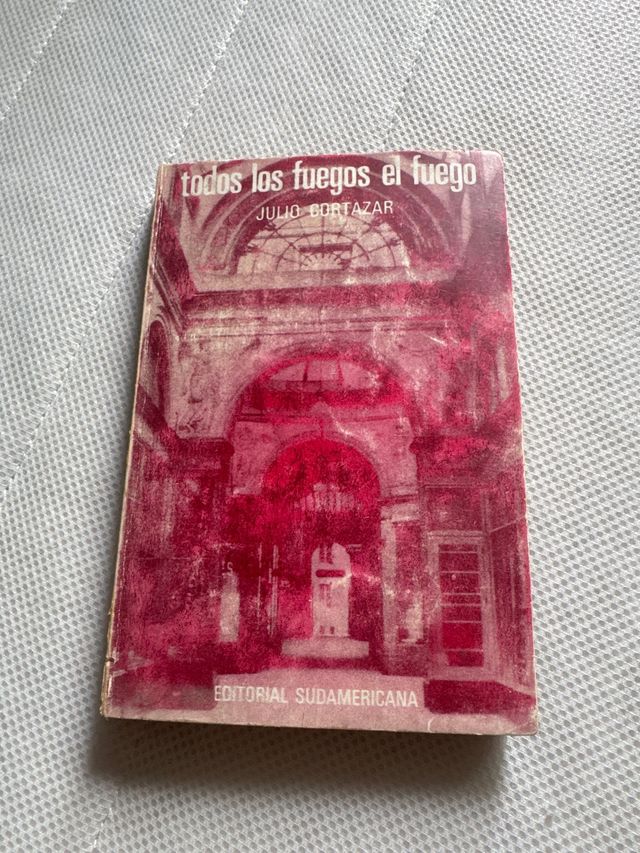 todos los fuegos el fuego
JULIO CORTAZAR
EDITORIAL SUDAMERICANA